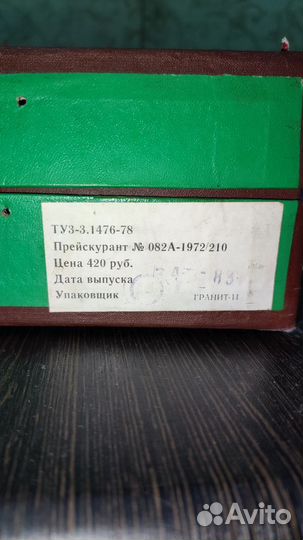 ТУ3-3.1476-78
Прейскурант № 082А-1972/210
Цена 420 руб.
Дата выпуска
Упаковщик ГРАНИТ-11
Avito